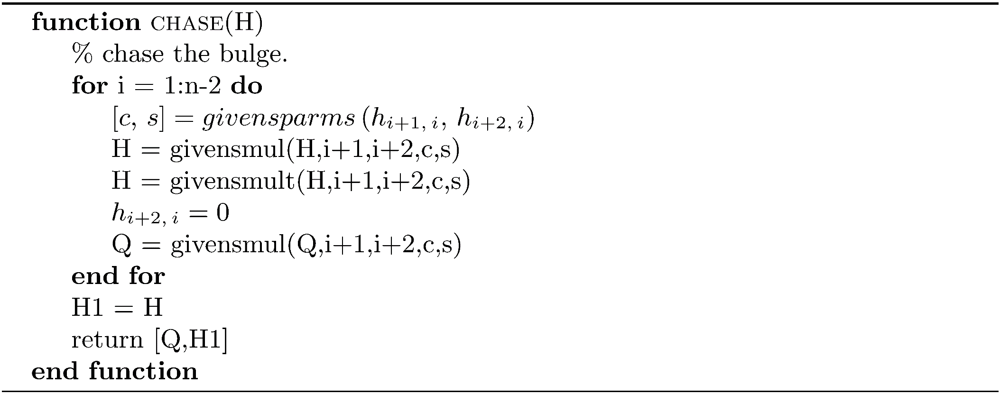 function CHASE(H)
% chase the bulge.
for i = 1:n-2 do
[c, s] = givensparms (h_{i+1, i}, h_{i+2, i})
H = givensmul(H,i+1,i+2,c,s)
H = givensmult(H,i+1,i+2,c,s)
h_{i+2, i} = 0
Q = givensmul(Q,i+1,i+2,c,s)
end for
H1 = H
return [Q,H1]
end function